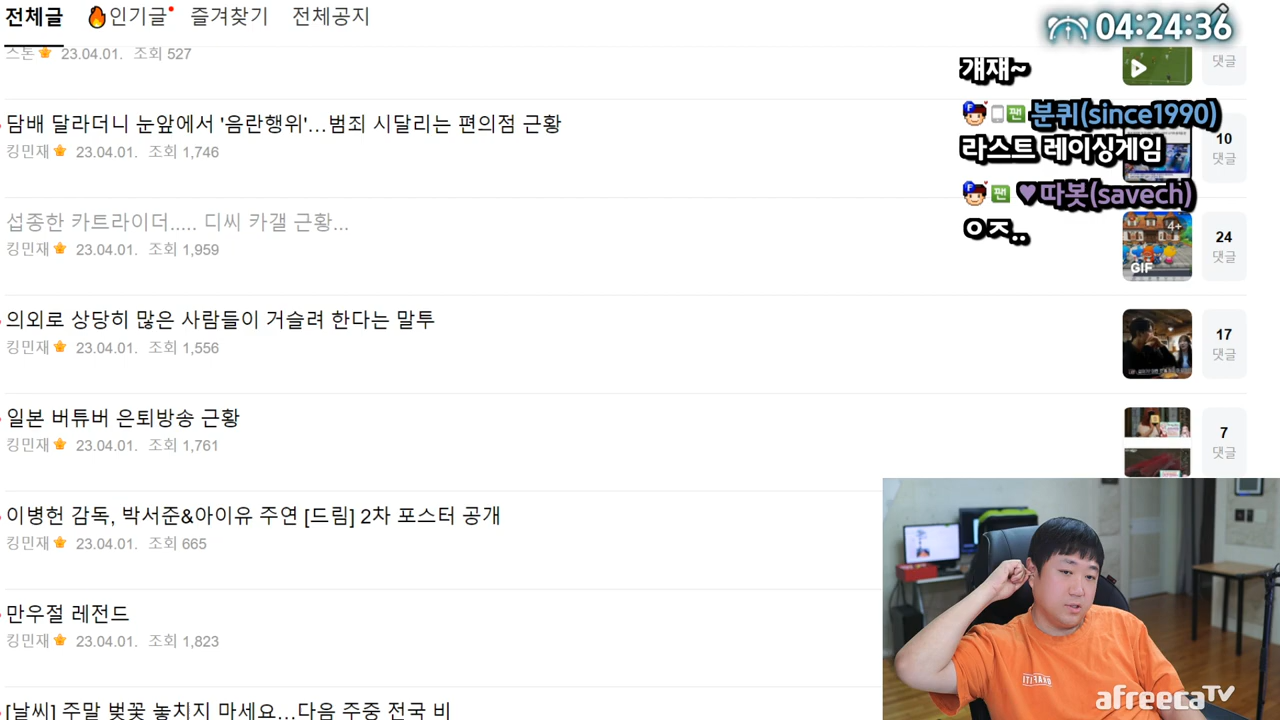 전체글 🔥인기글 즐겨찾기 전체공지
04:24:36
스톤 23.04.01. 조회 527
댓글
걔쟤~
담배 달라더니 눈앞에서 '음란행위'…범죄 시달리는 편의점 근황
킹민재 23.04.01. 조회 1,746
팬 분퀴(since1990)
라스트 레이싱게임
10
댓글
팬 ♥따봇(savech)
ㅇㅈ..
섭종한 카트라이더..... 디씨 카갤 근황...
킹민재 23.04.01. 조회 1,959
4+
GIF
24
댓글
의외로 상당히 많은 사람들이 거슬려 한다는 말투
킹민재 23.04.01. 조회 1,556
17
댓글
일본 버튜버 은퇴방송 근황
킹민재 23.04.01. 조회 1,761
7
댓글
이병헌 감독, 박서준&아이유 주연 [드림] 2차 포스터 공개
킹민재 23.04.01. 조회 665
만우절 레전드
킹민재 23.04.01. 조회 1,823
[날씨] 주말 벚꽃 놓치지 마세요…다음 주중 전국 비
afreecaTV